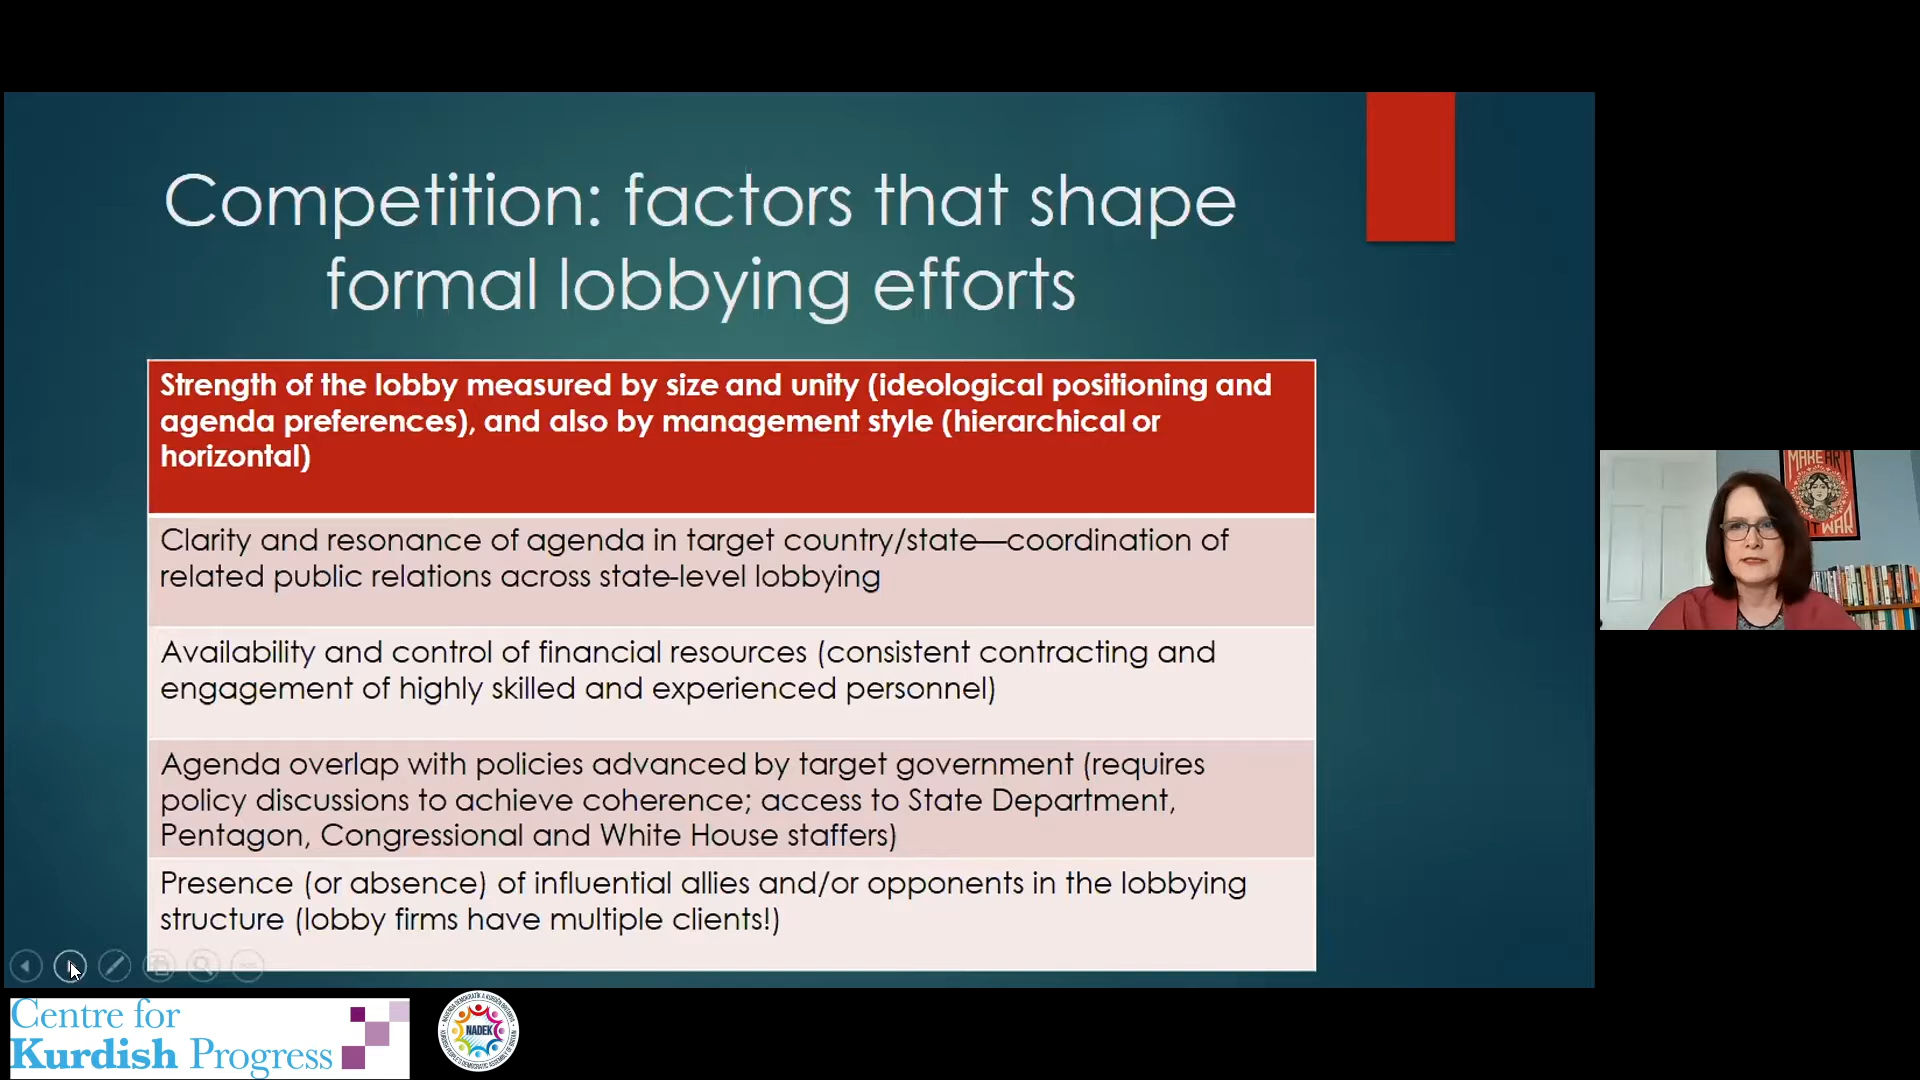 Competition: factors that shape
formal lobbying efforts
Strength of the lobby measured by size and unity (ideological positioning and
agenda preferences), and also by management style (hierarchical or
horizontal)
Clarity and resonance of agenda in target country/state—coordination of
related public relations across state-level lobbying
Availability and control of financial resources (consistent contracting and
engagement of highly skilled and experienced personnel)
Agenda overlap with policies advanced by target government (requires
policy discussions to achieve coherence; access to State Department,
Pentagon, Congressional and White House staffers)
Presence (or absence) of influential allies and/or opponents in the lobbying
structure (lobby firms have multiple clients!)
MAKE ART
WAR
Centre for
Kurdish Progress
NADEK